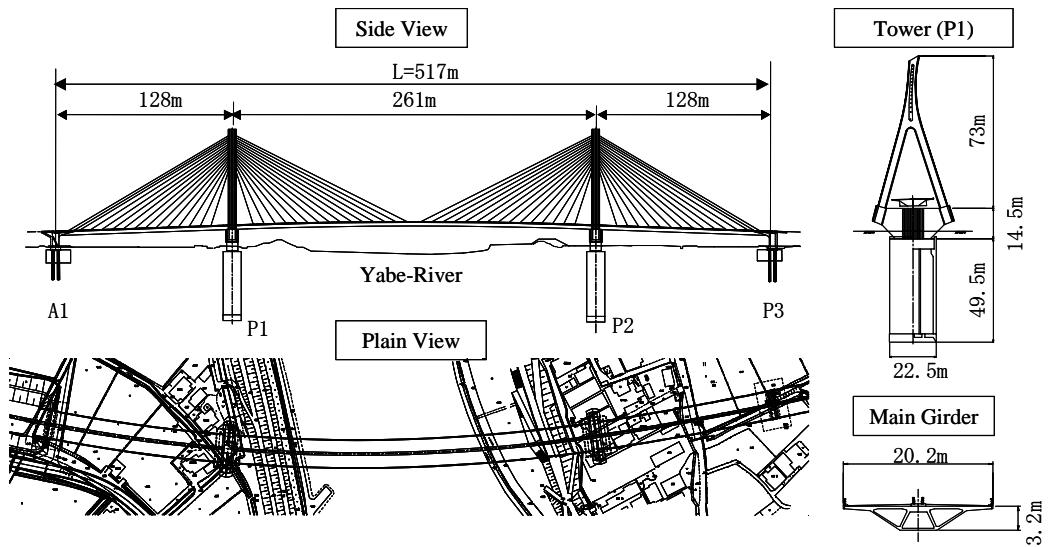 Side View
L=517m
128m
261m
128m
Yabe-River
A1
P1
P2
P3
Plain View
Tower (P1)
73m
14.5m
49.5m
22.5m
Main Girder
20.2m
3.2m